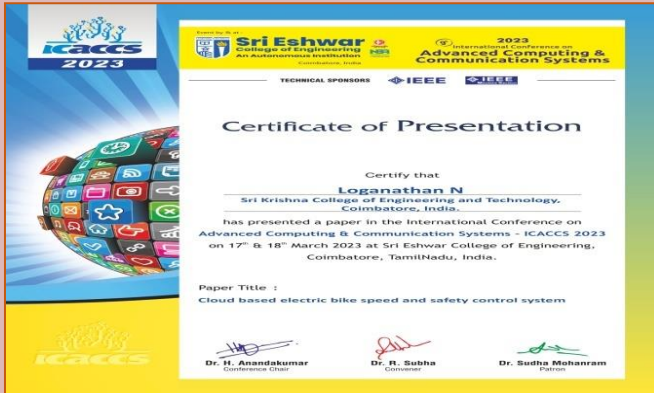 icaccs
2023
Event by 3s at :
Sri Eshwar
College of Engineering
An Autonomous Institution
Coimbatore, India
2023
International Conference on
Advanced Computing &
Communication Systems
TECHNICAL SPONSORS
IEEE
IEEE
Certificate of Presentation
Certify that
Loganathan N
Sri Krishna College of Engineering and Technology,
Coimbatore, India.
has presented a paper in the International Conference on
Advanced Computing & Communication Systems - ICACCS 2023
on 17th & 18th March 2023 at Sri Eshwar College of Engineering,
Coimbatore, TamilNadu, India.
Paper Title :
Cloud based electric bike speed and safety control system
icaccs
Dr. H. Anandakumar
Conference Chair
Dr. R. Subha
Convener
Dr. Sudha Mohanram
Patron